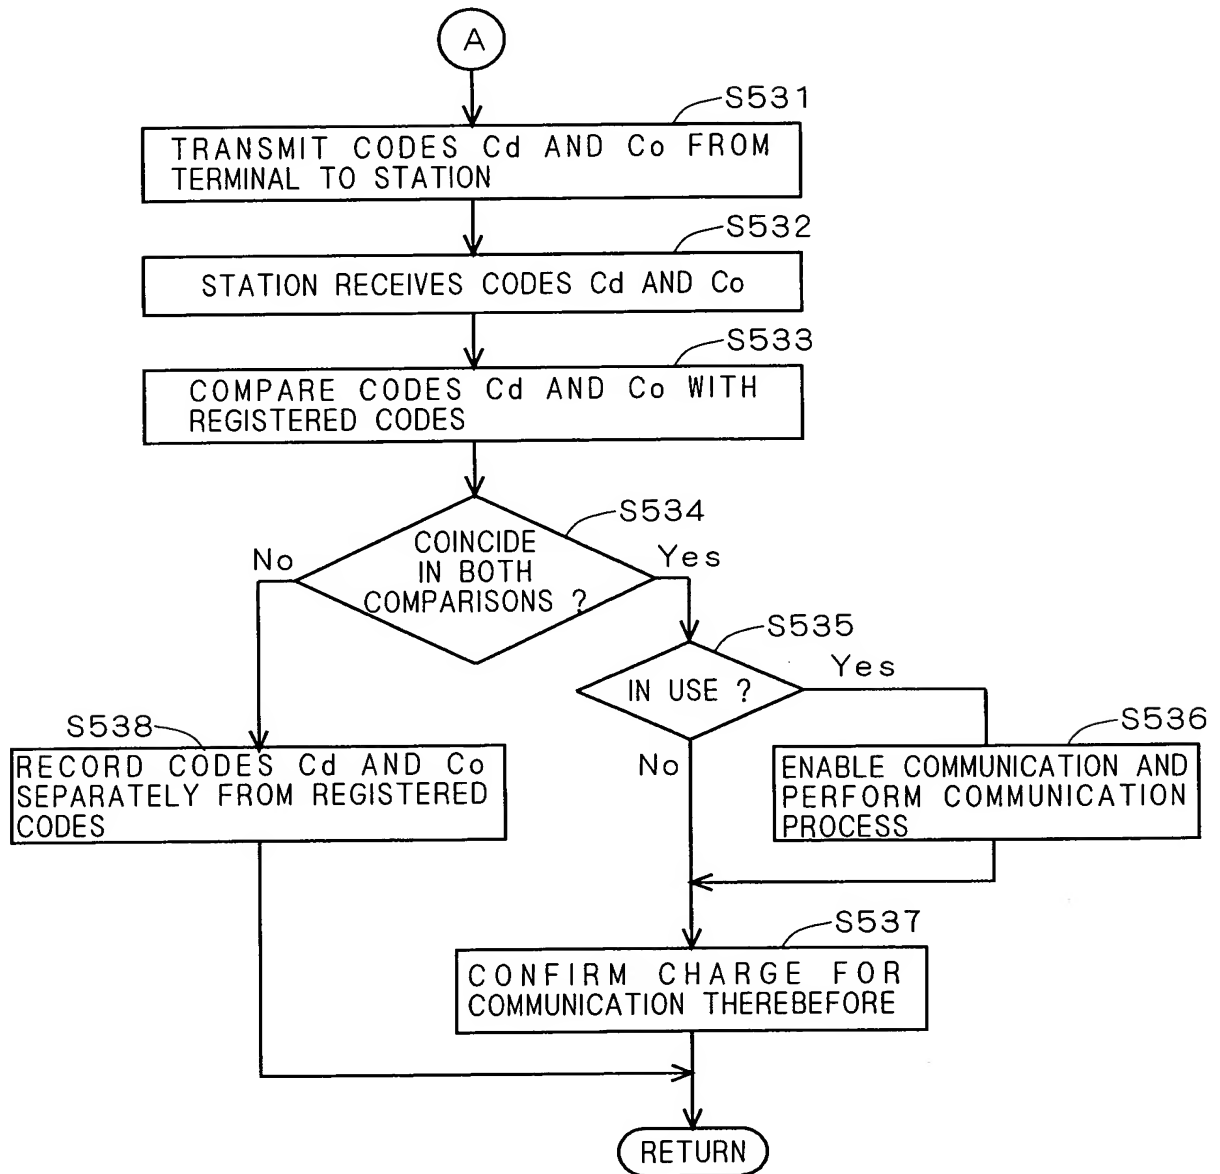 A
S531
TRANSMIT CODES Cd AND Co FROM
TERMINAL TO STATION
S532
STATION RECEIVES CODES Cd AND Co
S533
COMPARE CODES Cd AND Co WITH
REGISTERED CODES
S534
COINCIDE
IN BOTH
COMPARISONS ?
No
Yes
S535
IN USE ?
Yes
No
S538
RECORD CODES Cd AND Co
SEPARATELY FROM REGISTERED
CODES
S536
ENABLE COMMUNICATION AND
PERFORM COMMUNICATION
PROCESS
S537
CONFIRM CHARGE FOR
COMMUNICATION THEREBEFORE
RETURN